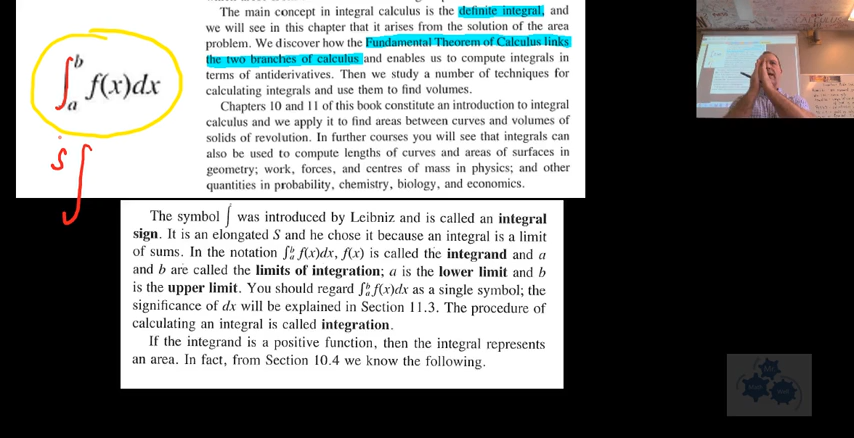 The main concept in integral calculus is the definite integral, and
we will see in this chapter that it arises from the solution of the area
problem. We discover how the Fundamental Theorem of Calculus links
the two branches of calculus and enables us to compute integrals in
terms of antiderivatives. Then we study a number of techniques for
calculating integrals and use them to find volumes.
Chapters 10 and 11 of this book constitute an introduction to integral
calculus and we apply it to find areas between curves and volumes of
solids of revolution. In further courses you will see that integrals can
also be used to compute lengths of curves and areas of surfaces in
geometry; work, forces, and centres of mass in physics; and other
quantities in probability, chemistry, biology, and economics.
∫ₐᵇ f(x)dx
S ∫
The symbol ∫ was introduced by Leibniz and is called an integral
sign. It is an elongated S and he chose it because an integral is a limit
of sums. In the notation ∫ₐᵇ f(x)dx, f(x) is called the integrand and a
and b are called the limits of integration; a is the lower limit and b
is the upper limit. You should regard ∫ₐᵇ f(x)dx as a single symbol; the
significance of dx will be explained in Section 11.3. The procedure of
calculating an integral is called integration.
If the integrand is a positive function, then the integral represents
an area. In fact, from Section 10.4 we know the following.